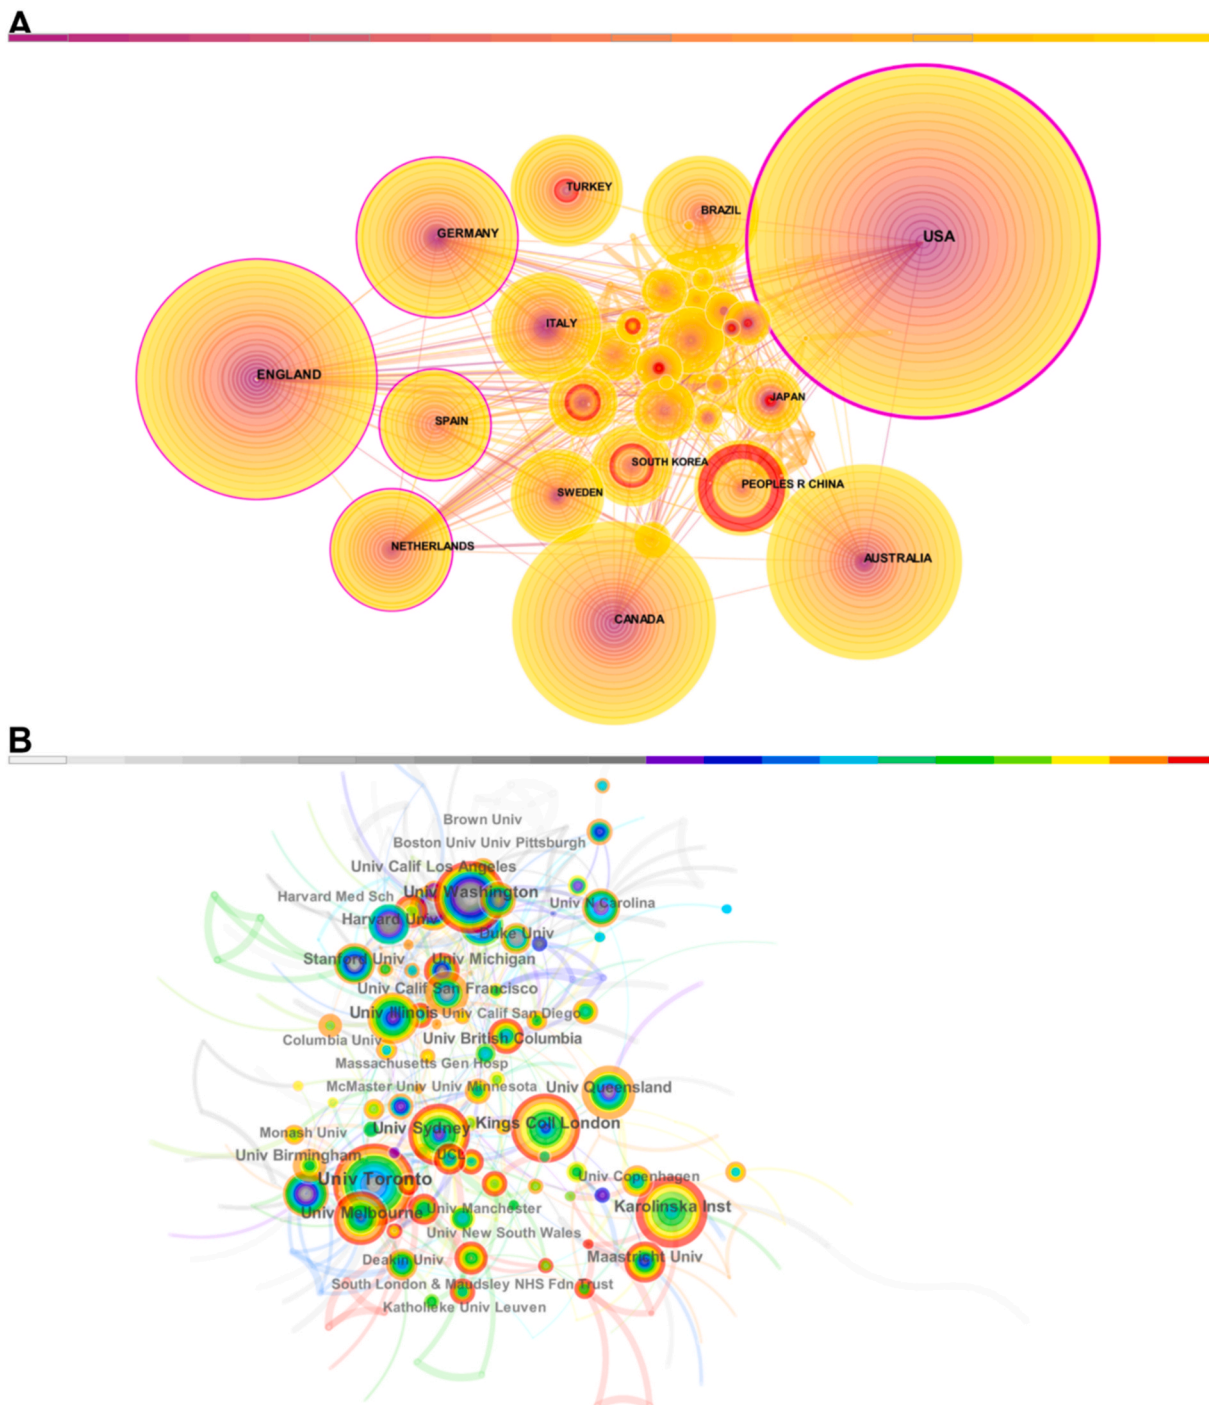 A
TURKEY
BRAZIL
GERMANY
USA
ITALY
ENGLAND
JAPAN
SPAIN
SOUTH KOREA
PEOPLES R CHINA
SWEDEN
NETHERLANDS
AUSTRALIA
CANADA
B
Brown Univ
Boston Univ Univ Pittsburgh
Univ Calif Los Angeles
Harvard Med Sch Univ Washington
Univ N Carolina
Harvard Univ
Duke Univ
Stanford Univ Univ Michigan
Univ Calif San Francisco
Univ Illinois Univ Calif San Diego
Columbia Univ Univ British Columbia
Massachusetts Gen Hosp
McMaster Univ Univ Minnesota Univ Queensland
Univ Sydney Kings Coll London
Monash Univ
Univ Birmingham UCL
Univ Toronto Univ Copenhagen
Univ Melbourne Univ Manchester Karolinska Inst
Univ New South Wales
Deakin Univ Maastricht Univ
South London & Maudsley NHS Fdn Trust
Katholieke Univ Leuven